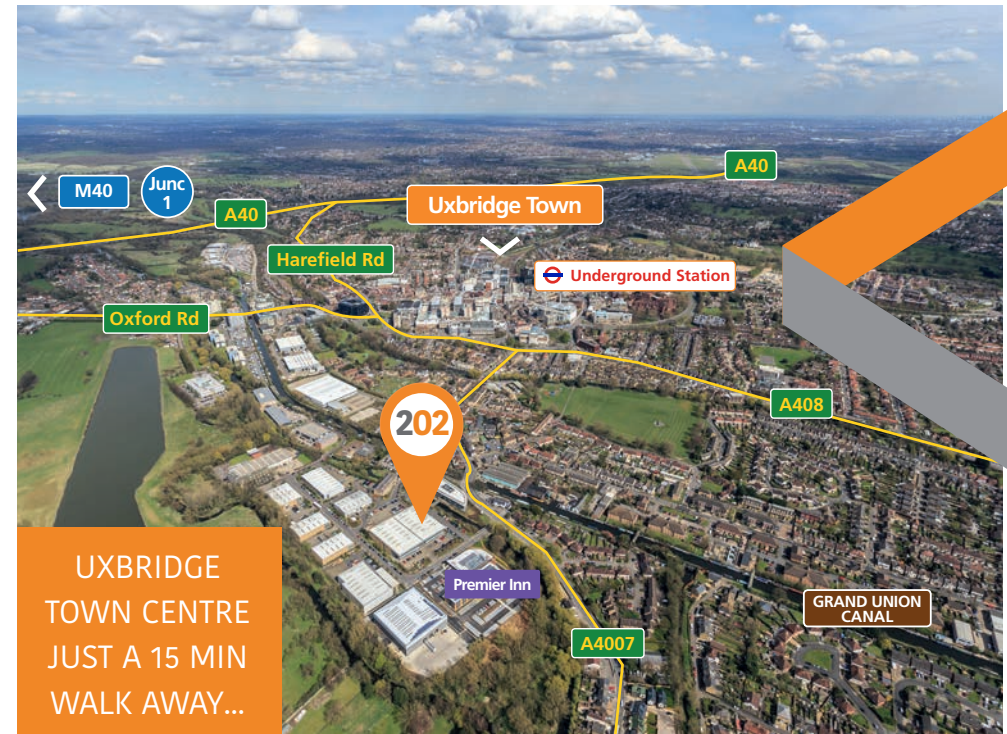 M40
Junc
1
A40
A40
Uxbridge Town
Harefield Rd
Underground Station
Oxford Rd
A408
202
Premier Inn
GRAND UNION
CANAL
A4007
UXBRIDGE
TOWN CENTRE
JUST A 15 MIN
WALK AWAY...